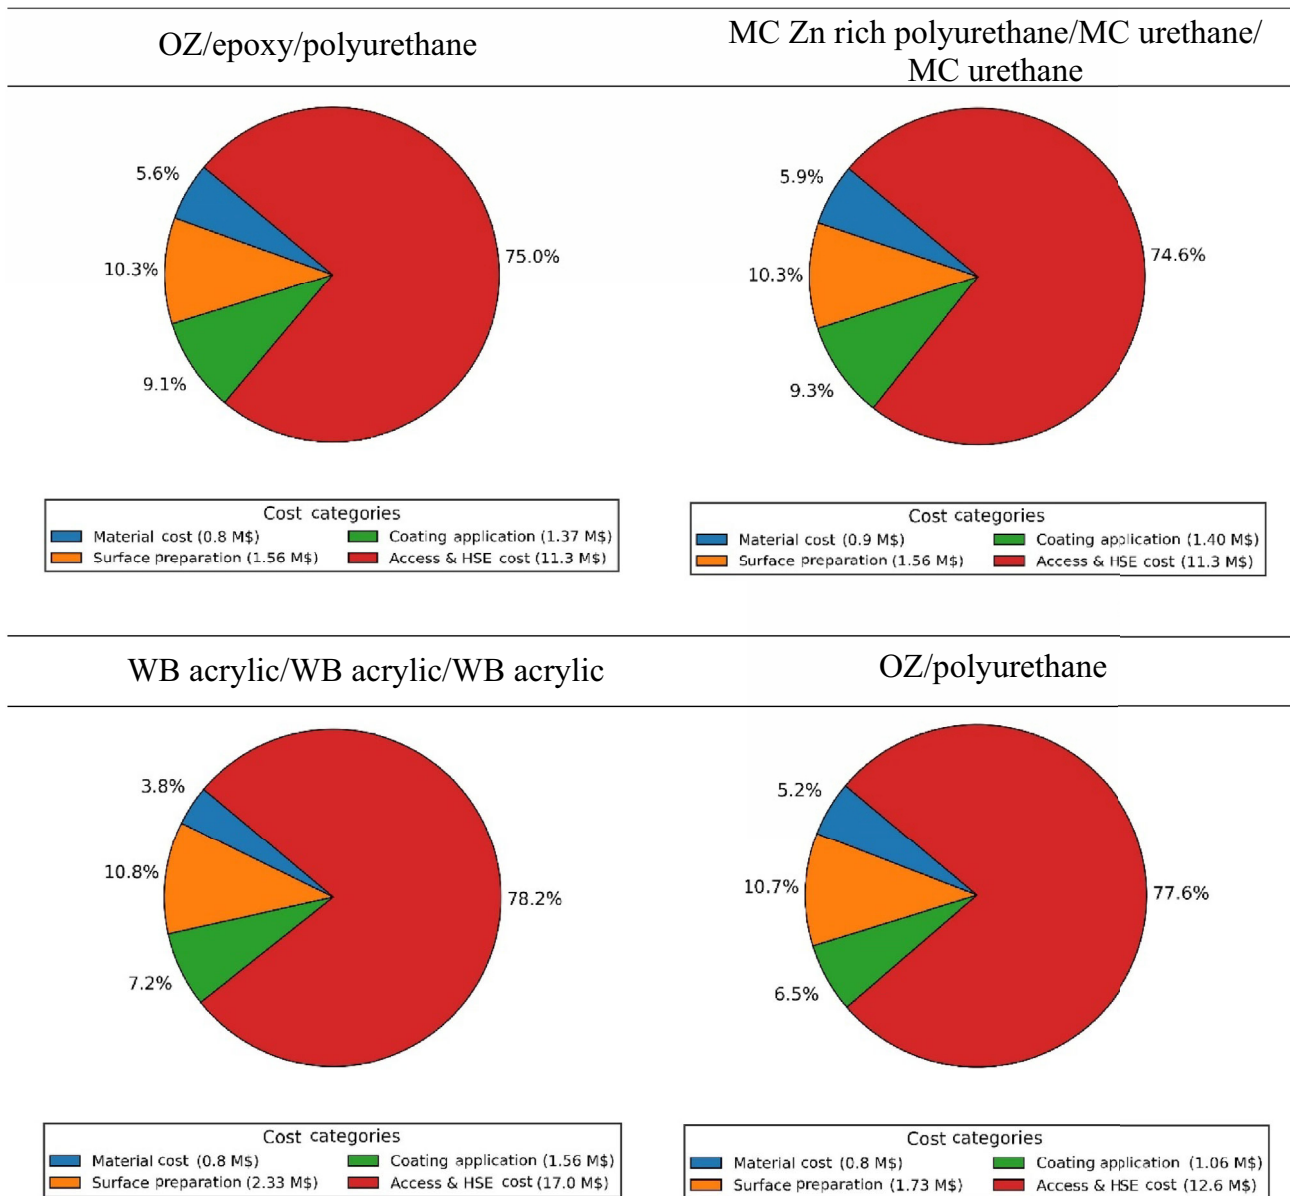 OZ/epoxy/polyurethane
MC Zn rich polyurethane/MC urethane/
MC urethane
5.6%
10.3%
9.1%
75.0%
5.9%
10.3%
9.3%
74.6%
Cost categories
Material cost (0.8 M$)
Coating application (1.37 M$)
Surface preparation (1.56 M$)
Access & HSE cost (11.3 M$)
Cost categories
Material cost (0.9 M$)
Coating application (1.40 M$)
Surface preparation (1.56 M$)
Access & HSE cost (11.3 M$)
WB acrylic/WB acrylic/WB acrylic
OZ/polyurethane
3.8%
10.8%
7.2%
78.2%
5.2%
10.7%
6.5%
77.6%
Cost categories
Material cost (0.8 M$)
Coating application (1.56 M$)
Surface preparation (2.33 M$)
Access & HSE cost (17.0 M$)
Cost categories
Material cost (0.8 M$)
Coating application (1.06 M$)
Surface preparation (1.73 M$)
Access & HSE cost (12.6 M$)